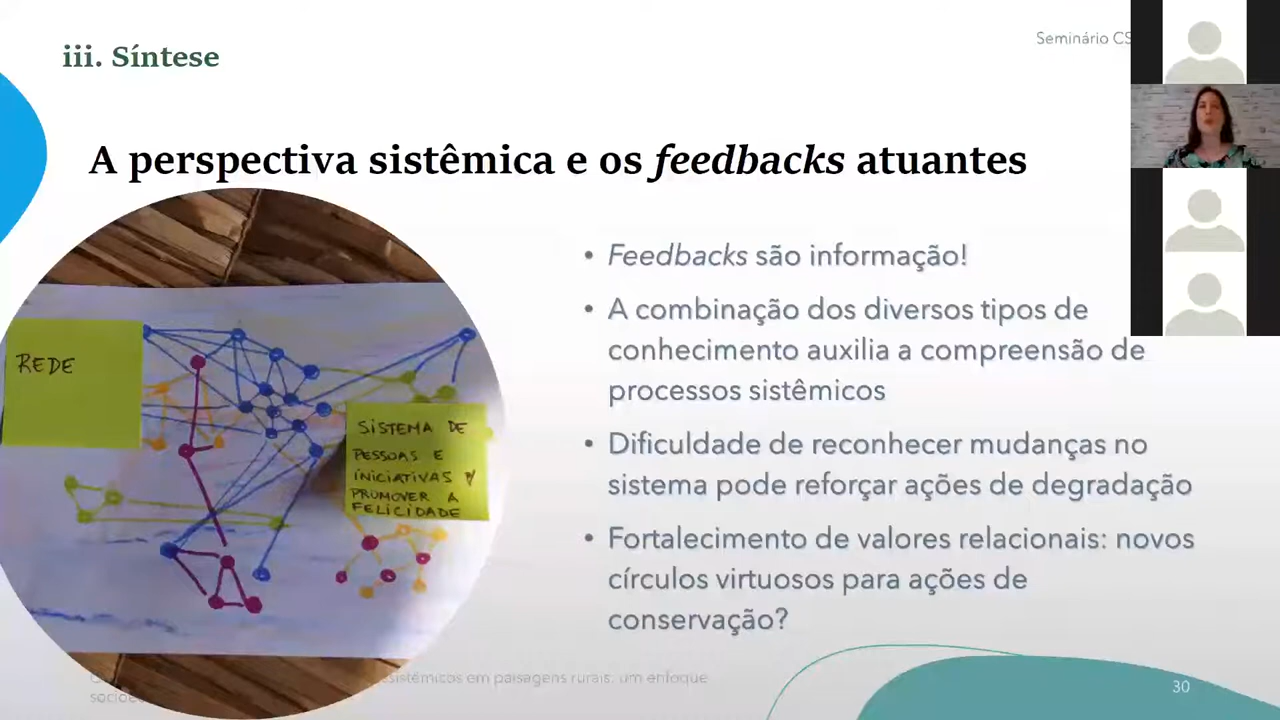 iii. Síntese
Seminário CS
A perspectiva sistêmica e os feedbacks atuantes
REDE
SISTEMA DE
PESSOAS E
INICIATIVAS P/
PROMOVER A
FELICIDADE
• Feedbacks são informação!
• A combinação dos diversos tipos de
conhecimento auxilia a compreensão de
processos sistêmicos
• Dificuldade de reconhecer mudanças no
sistema pode reforçar ações de degradação
• Fortalecimento de valores relacionais: novos
círculos virtuosos para ações de
conservação?
sistêmicos em paisagens rurais: um enfoque
30